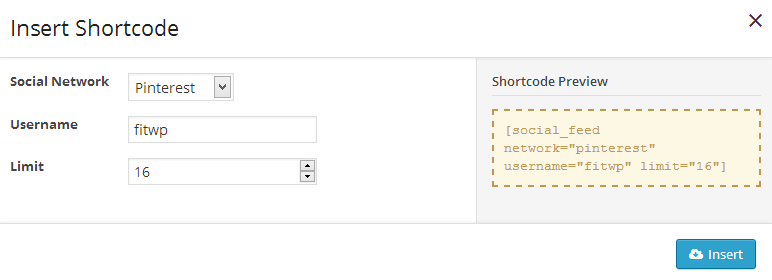 Insert Shortcode
Social Network
Pinterest
Username
fitwp
Limit
16
Shortcode Preview
[social_feed
network="pinterest"
username="fitwp" limit="16"]
Insert